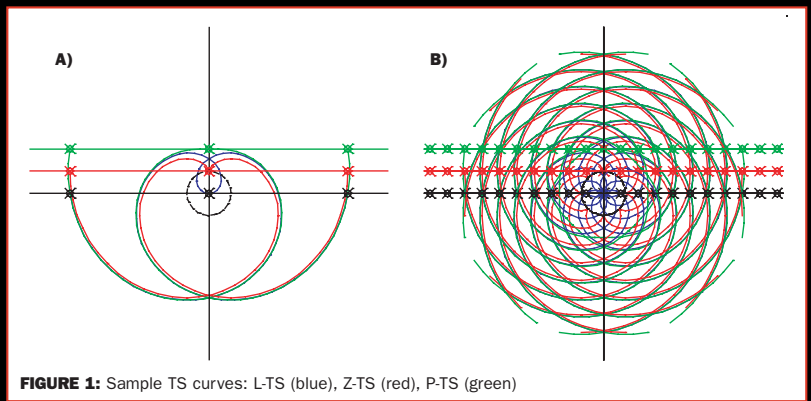 A)
B)
FIGURE 1: Sample TS curves: L-TS (blue), Z-TS (red), P-TS (green)